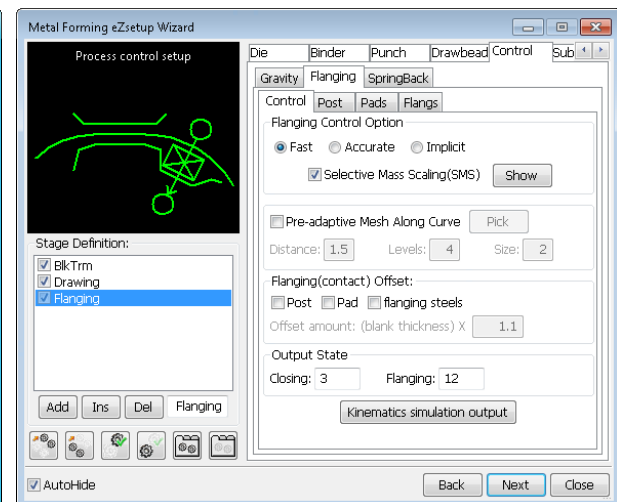 Metal Forming eZsetup Wizard
Process control setup
Die Binder Punch Drawbead Control Sub
Gravity Flanging SpringBack
Control Post Pads Flangs
Flanging Control Option
Fast Accurate Implicit
Selective Mass Scaling(SMS) Show
Pre-adaptive Mesh Along Curve Pick
Distance: 1.5 Levels: 4 Size: 2
Flanging(contact) Offset:
Post Pad flanging steels
Offset amount: (blank thickness) X 1.1
Output State
Closing: 3 Flanging: 12
Kinematics simulation output
Stage Definition:
BlkTrm
Drawing
Flanging
Add Ins Del Flanging
AutoHide
Back Next Close